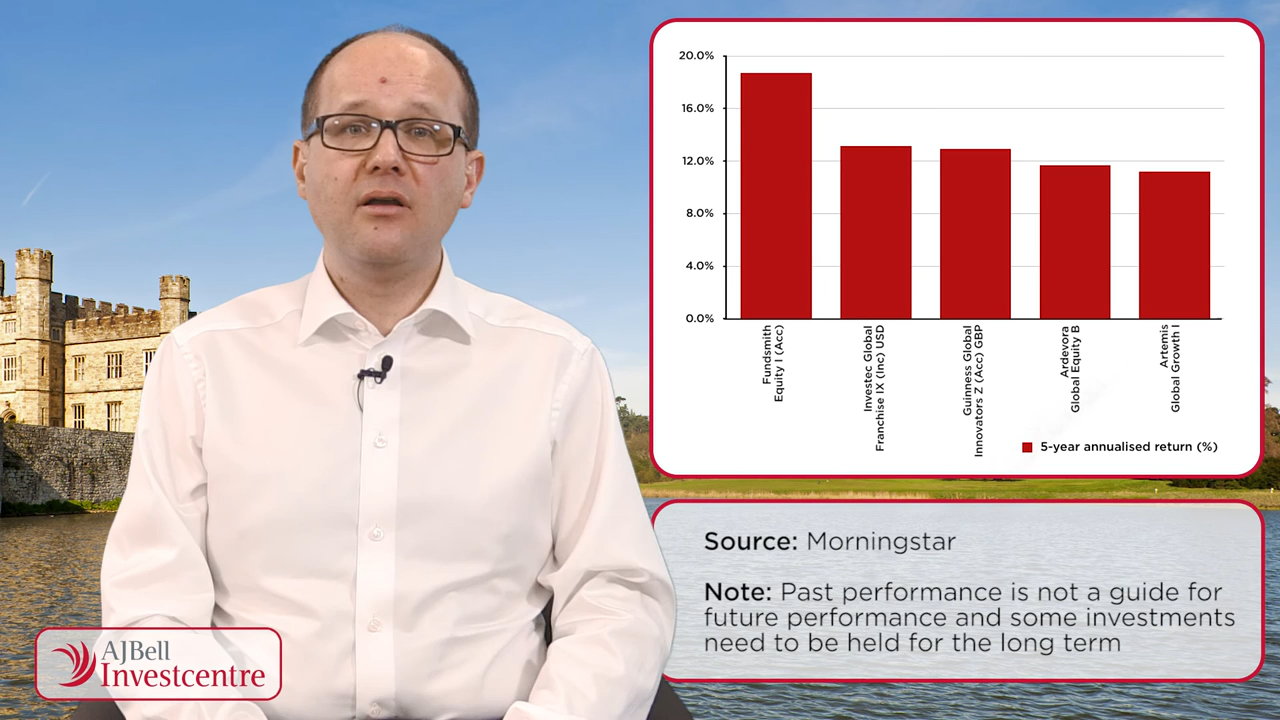 20.0%
16.0%
12.0%
8.0%
4.0%
0.0%
Fundsmith
Equity I (Acc)
Investec Global
Franchise IX (Inc) USD
Guinness Global
Innovators Z (Acc) GBP
Ardevora
Global Equity B
Artemis
Global Growth I
5-year annualised return (%)
Source: Morningstar
Note: Past performance is not a guide for
future performance and some investments
need to be held for the long term
AJBell
Investcentre